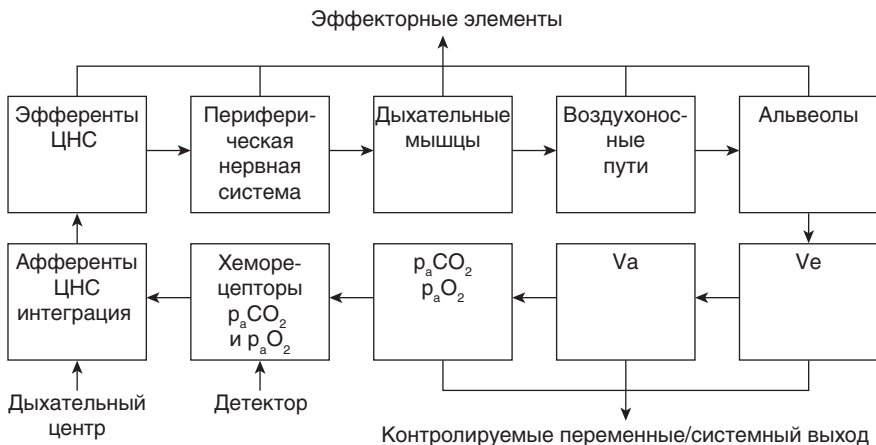 Эффекторные элементы
Эфференты
ЦНС
Перифери-
ческая
нервная
система
Дыхательные
мышцы
Воздухонос-
ные
пути
Альвеолы
Афференты
ЦНС
интеграция
Хеморе-
цепторы
pₐCO₂
и pₐO₂
pₐCO₂
pₐO₂
Va
Ve
Дыхательный
центр
Детектор
Контролируемые переменные/системный выход